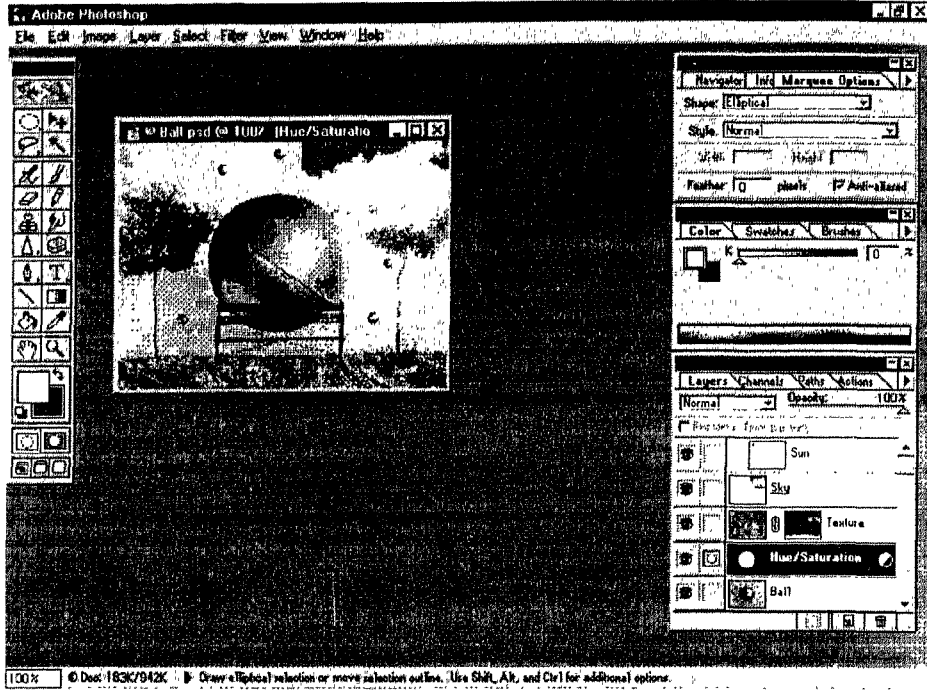 Adobe Photoshop
File Edit Image Layer Select Filter View Window Help
Ball.psd (@ 100% (Hue/Saturatio
Navigator Info Marquee Options
Shape: Elliptical
Style: Normal
Width: Height:
Feather: 0 pixels Anti-aliased
Color Swatches Brushes
K 0 %
Layers Channels Paths Actions
Normal Opacity: 100%
Sun
Sky
Texture
Hue/Saturation
Ball
100% Doc: 183K/942K Draw elliptical selection or move selection outline. Use Shift, Alt, and Ctrl for additional options.